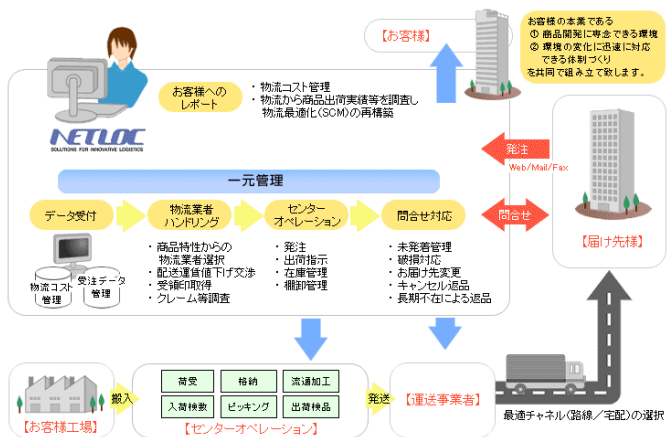 【お客様】
お客様の本業である
① 商品開発に専念できる環境
② 環境の変化に迅速に対応
できる体制づくり
を共同で組み立て致します。
お客様への
レポート
・物流コスト管理
・物流から商品出荷実績等を調査し
物流最適化(SCM)の再構築
NETLOC
SOLUTIONS FOR INNOVATIVE LOGISTICS
発注
Web/Mail/Fax
一元管理
データ受付
物流業者
ハンドリング
センター
オペレーション
問合せ対応
問合せ
【届け先様】
物流コスト
管理
受注データ
管理
・商品特性からの
物流業者選択
・配送運賃値下げ交渉
・受領印取得
・クレーム等調査
・発注
・出荷指示
・在庫管理
・棚卸管理
・未発着管理
・破損対応
・お届け先変更
・キャンセル返品
・長期不在による返品
【お客様工場】
搬入
荷受
格納
流通加工
入荷検数
ピッキング
出荷検品
【センターオペレーション】
発送
【運送事業者】
最適チャネル(路線/宅配)の選択